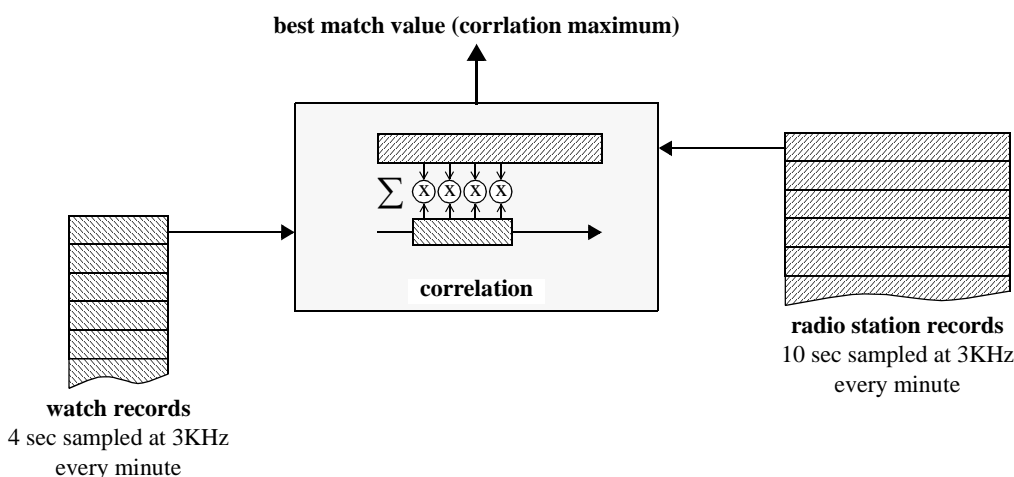 best match value (corrlation maximum)
∑ X X X X
correlation
radio station records
10 sec sampled at 3KHz
every minute
watch records
4 sec sampled at 3KHz
every minute